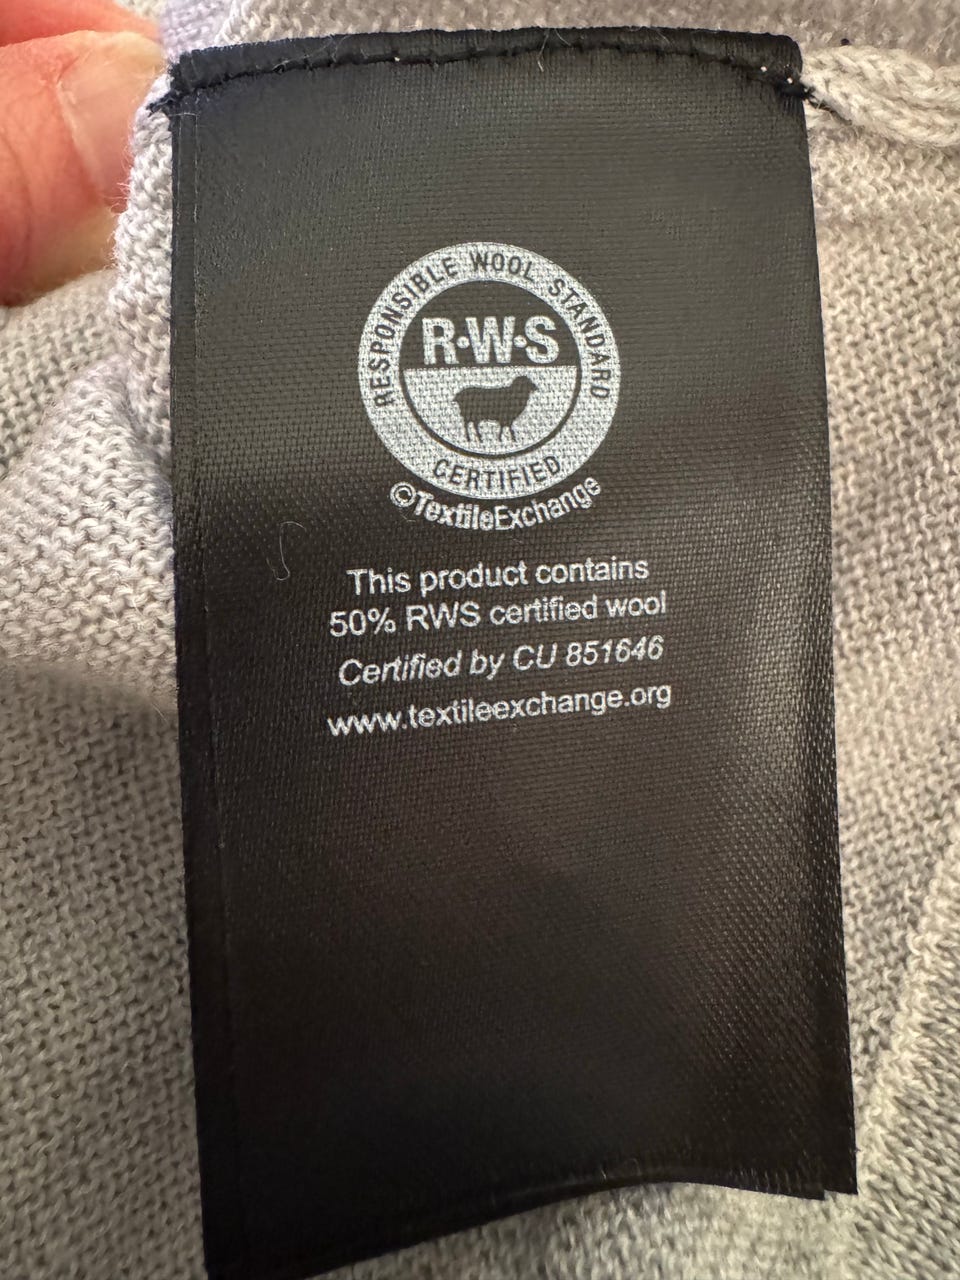 RESPONSIBLE WOOL STANDARD
R·W·S
CERTIFIED
©TextileExchange
This product contains
50% RWS certified wool
Certified by CU 851646
www.textileexchange.org